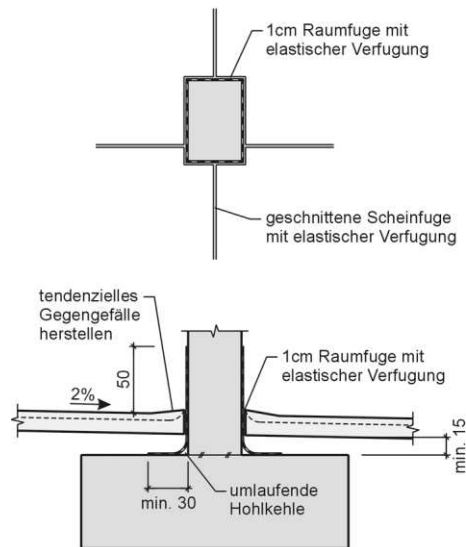 1cm Raumfuge mit
elastischer Verfugung
geschnittene Scheinfuge
mit elastischer Verfugung
tendenzielles
Gegengefälle
herstellen
50
2%
1cm Raumfuge mit
elastischer Verfugung
min. 15
min. 30
umlaufende
Hohlkehle